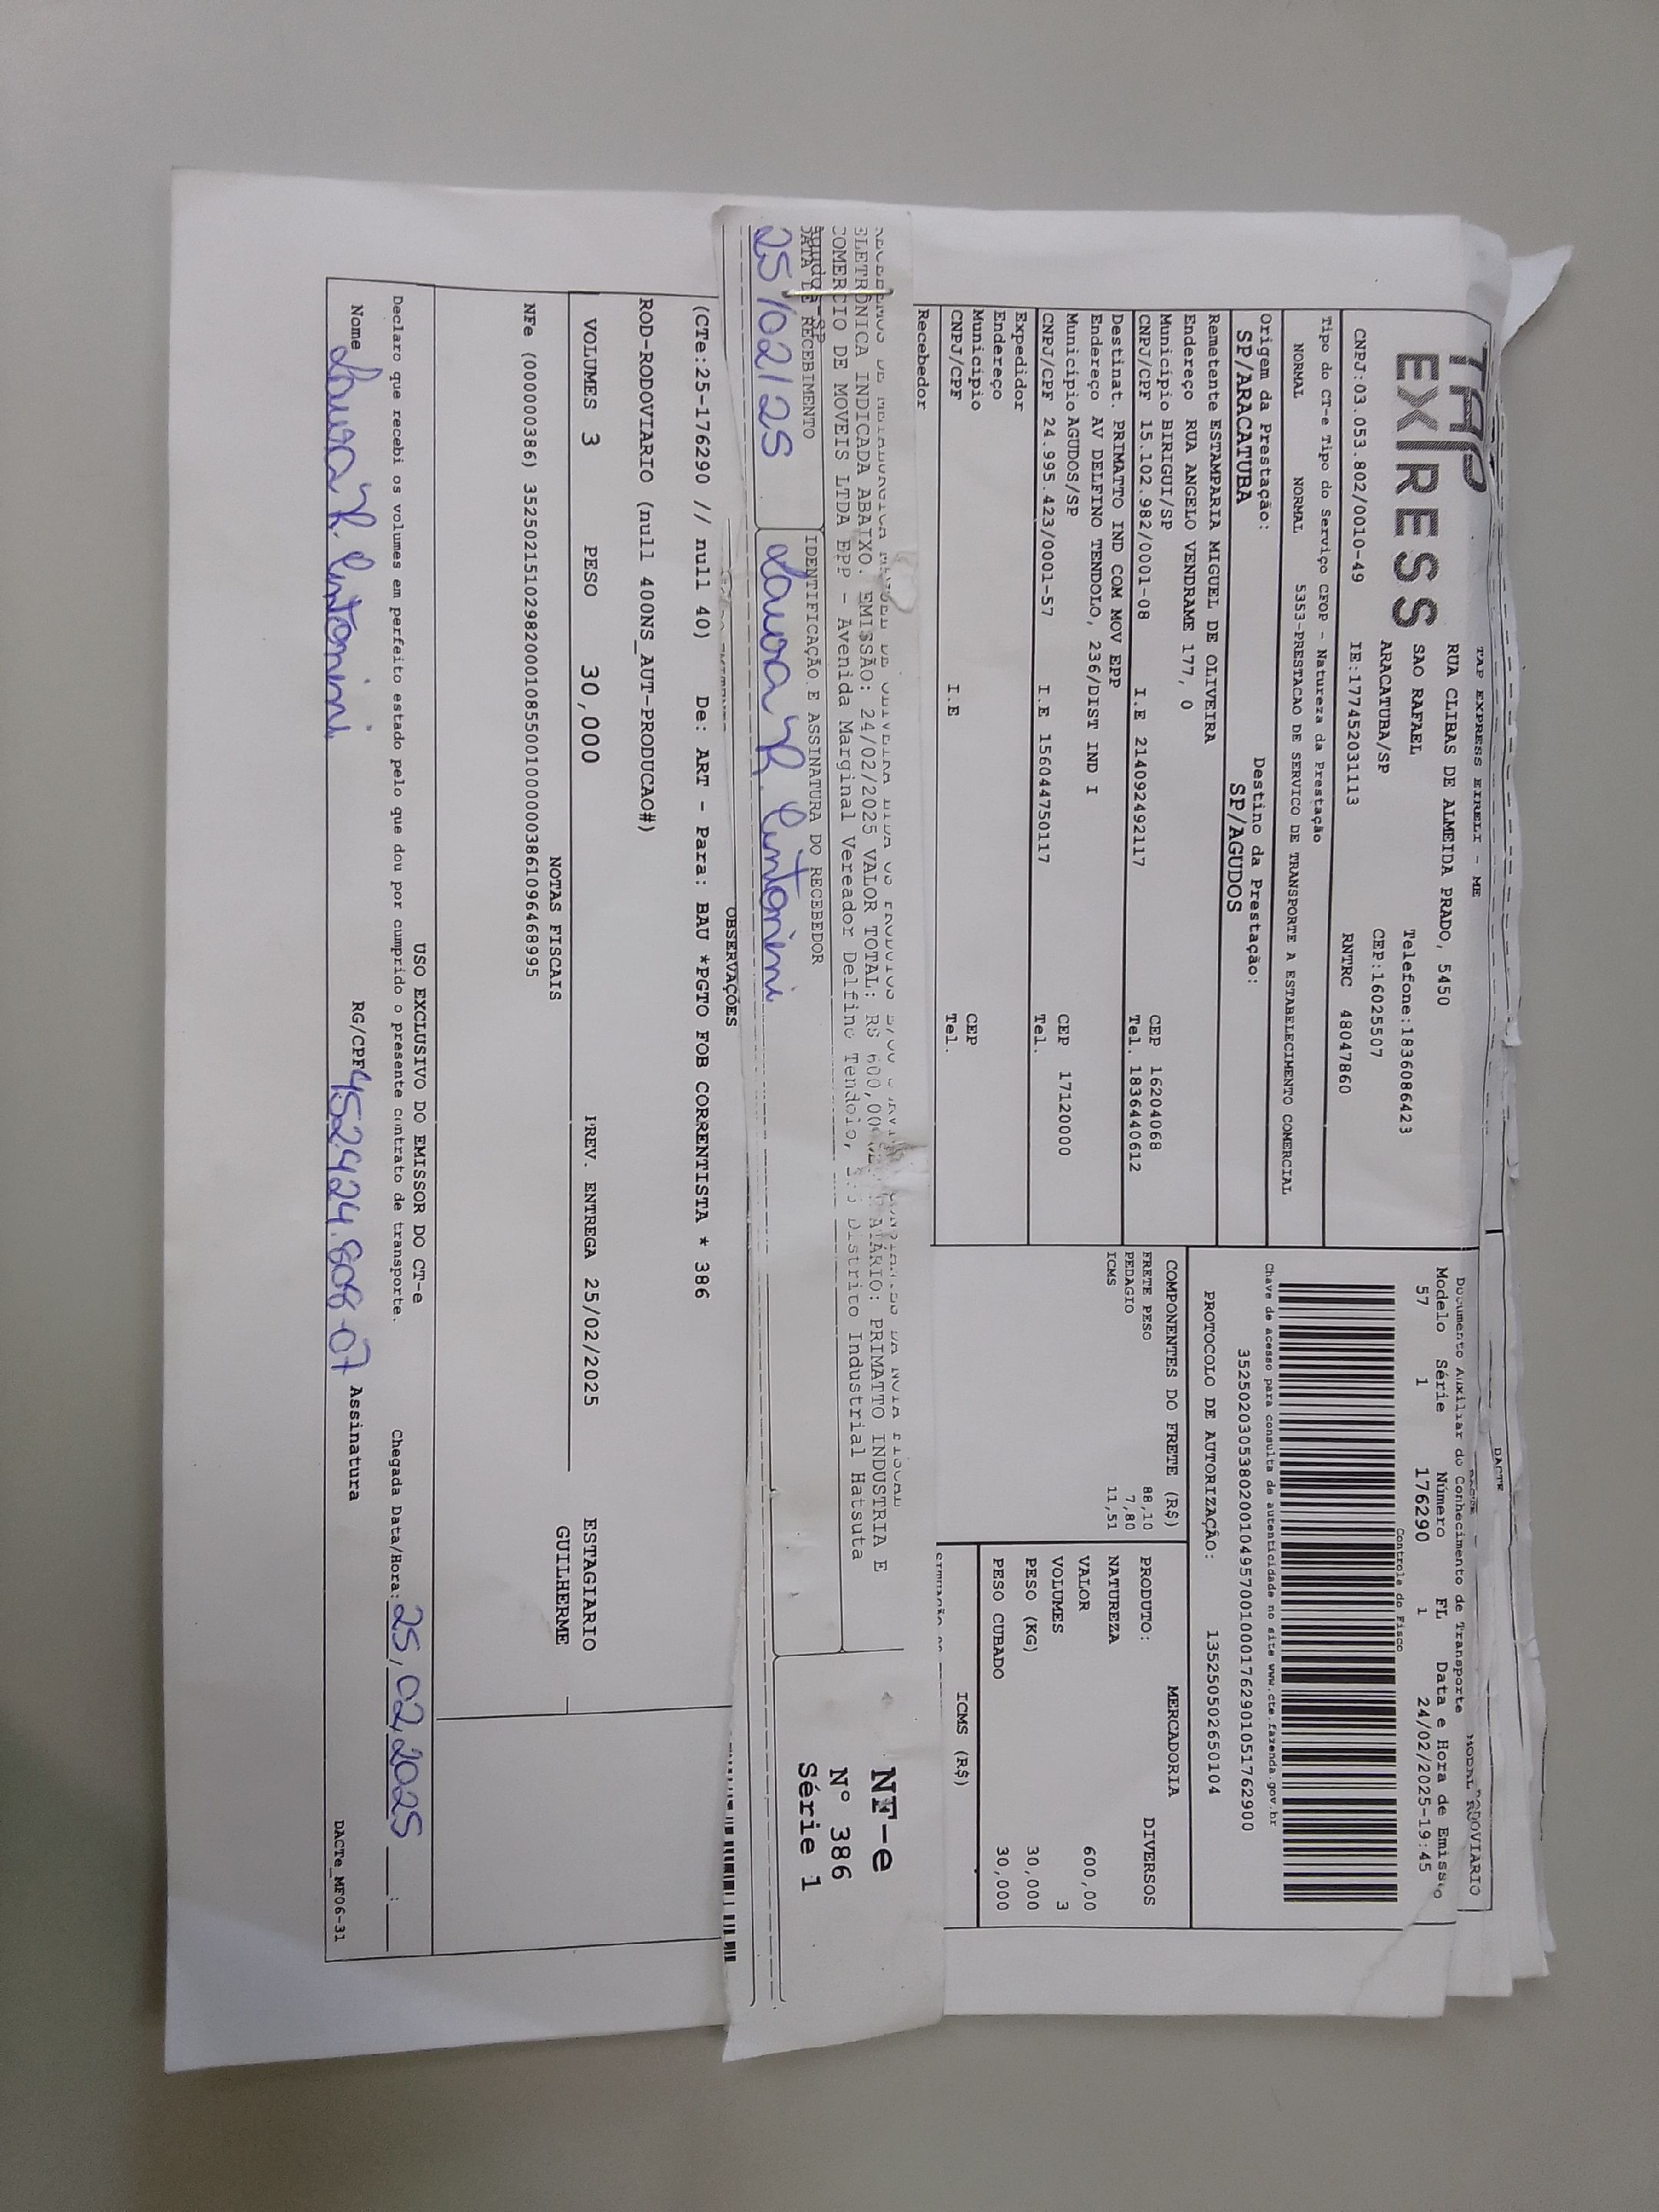 TAP EXPRESS EIRELI - ME
TAP
EXPRESS
RUA CLIBAS DE ALMEIDA PRADO, 5450
SAO RAFAEL Telefone:1836086423
ARACATUBA/SP CEP:16025507
CNPJ:03.053.802/0010-49 IE:177452031113 RNTRC 48047860
Tipo do CT-e Tipo do Serviço CFOP - Natureza da Prestação
NORMAL NORMAL 5353-PRESTACAO DE SERVICO DE TRANSPORTE A ESTABELECIMENTO COMERCIAL
Origem da Prestação: Destino da Prestação:
SP/ARACATUBA SP/AGUDOS
Remetente ESTAMPARIA MIGUEL DE OLIVEIRA
Endereço RUA ANGELO VENDRAME 177, 0
Municipio BIRIGUI/SP CEP 16204068
CNPJ/CPF 15.102.982/0001-08 I.E 214092492117 Tel. 1836440612
Destinat. PRIMATTO IND COM MOV EPP
Endereço AV DELFINO TENDOLO, 236/DIST IND I
Municipio AGUDOS/SP CEP 17120000
CNPJ/CPF 24.995.423/0001-57 I.E 156044750117 Tel.
Expedidor
Endereço
Municipio CEP
CNPJ/CPF I.E Tel.
Recebedor
DACTE
MODAL RODOVIARIO
Documento Auxiliar do Conhecimento de Transporte
Modelo Série Número FL Data e Hora de Emissão
57 1 176290 1 24/02/2025-19:45
Controle do Fisco
Chave de acesso para consulta de autenticidade no site www.cte.fazenda.gov.br
35250203053802001049570010001762901051762900
PROTOCOLO DE AUTORIZAÇÃO: 135250502650104
COMPONENTES DO FRETE (R$)
FRETE PESO 88,10
PEDAGIO 7,80
ICMS 11,51
MERCADORIA
PRODUTO: DIVERSOS
NATUREZA
VALOR 600,00
VOLUMES 3
PESO (KG) 30,000
PESO CUBADO 30,000
ICMS (R$)
ELETRÔNICA INDICADA ABAIXO. EMISSÃO: 24/02/2025 VALOR TOTAL: R$ 600,00 PRIMATTO INDUSTRIA E
COMERCIO DE MOVEIS LTDA EPP - Avenida Marginal Vereador Delfino Tendolo, Distrito Industrial Hatsuta
DATA DE RECEBIMENTO IDENTIFICAÇÃO E ASSINATURA DO RECEBEDOR
25/02/25 Laura R. Antonini
NF-e
Nº 386
Série 1
OBSERVAÇÕES
(CTe:25-176290 // null 40) De: ART - Para: BAU *PGTO FOB CORRENTISTA * 386
ROD-RODOVIARIO (null 400NS_AUT-PRODUCAO#)
VOLUMES 3 PESO 30,000 PREV. ENTREGA 25/02/2025 ESTAGIARIO
GUILHERME
NOTAS FISCAIS
NFe (000000386) 35250215102982000108550010000003861096468995
USO EXCLUSIVO DO EMISSOR DO CT-e
Declaro que recebi os volumes em perfeito estado pelo que dou por cumprido o presente contrato de transporte. Chegada Data/Hora: 25/02/2025 :
Nome Laura R. Antonini RG/CPF 452.424.808-07 Assinatura
DACTe_MF06-31